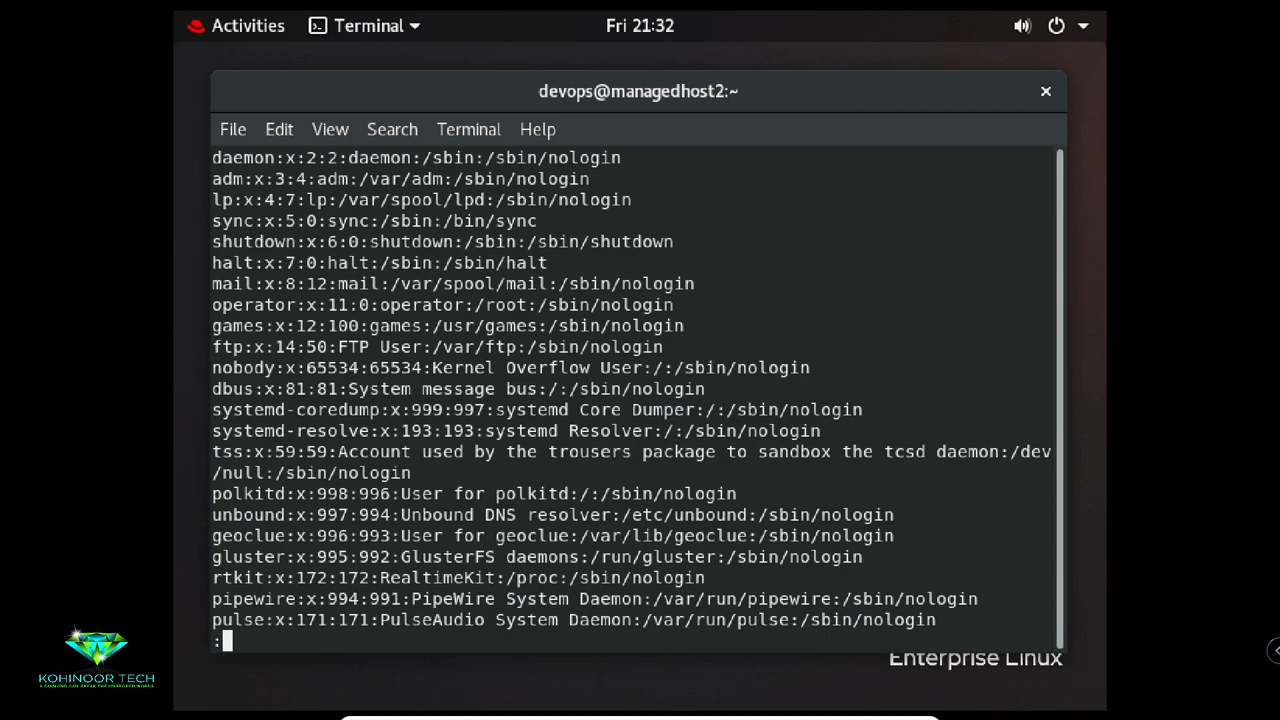 Activities
Terminal
Fri 21:32
devops@managedhost2:~
File Edit View Search Terminal Help
daemon:x:2:2:daemon:/sbin:/sbin/nologin
adm:x:3:4:adm:/var/adm:/sbin/nologin
lp:x:4:7:lp:/var/spool/lpd:/sbin/nologin
sync:x:5:0:sync:/sbin:/bin/sync
shutdown:x:6:0:shutdown:/sbin:/sbin/shutdown
halt:x:7:0:halt:/sbin:/sbin/halt
mail:x:8:12:mail:/var/spool/mail:/sbin/nologin
operator:x:11:0:operator:/root:/sbin/nologin
games:x:12:100:games:/usr/games:/sbin/nologin
ftp:x:14:50:FTP User:/var/ftp:/sbin/nologin
nobody:x:65534:65534:Kernel Overflow User:/:/sbin/nologin
dbus:x:81:81:System message bus:/:/sbin/nologin
systemd-coredump:x:999:997:systemd Core Dumper:/:/sbin/nologin
systemd-resolve:x:193:193:systemd Resolver:/:/sbin/nologin
tss:x:59:59:Account used by the trousers package to sandbox the tcsd daemon:/dev
/null:/sbin/nologin
polkitd:x:998:996:User for polkitd:/:/sbin/nologin
unbound:x:997:994:Unbound DNS resolver:/etc/unbound:/sbin/nologin
geoclue:x:996:993:User for geoclue:/var/lib/geoclue:/sbin/nologin
gluster:x:995:992:GlusterFS daemons:/run/gluster:/sbin/nologin
rtkit:x:172:172:RealtimeKit:/proc:/sbin/nologin
pipewire:x:994:991:PipeWire System Daemon:/var/run/pipewire:/sbin/nologin
pulse:x:171:171:PulseAudio System Daemon:/var/run/pulse:/sbin/nologin
:
Enterprise Linux
KOHINOOR TECH
A DIAMOND CAN BREAK THE UNBROKEN WORDS